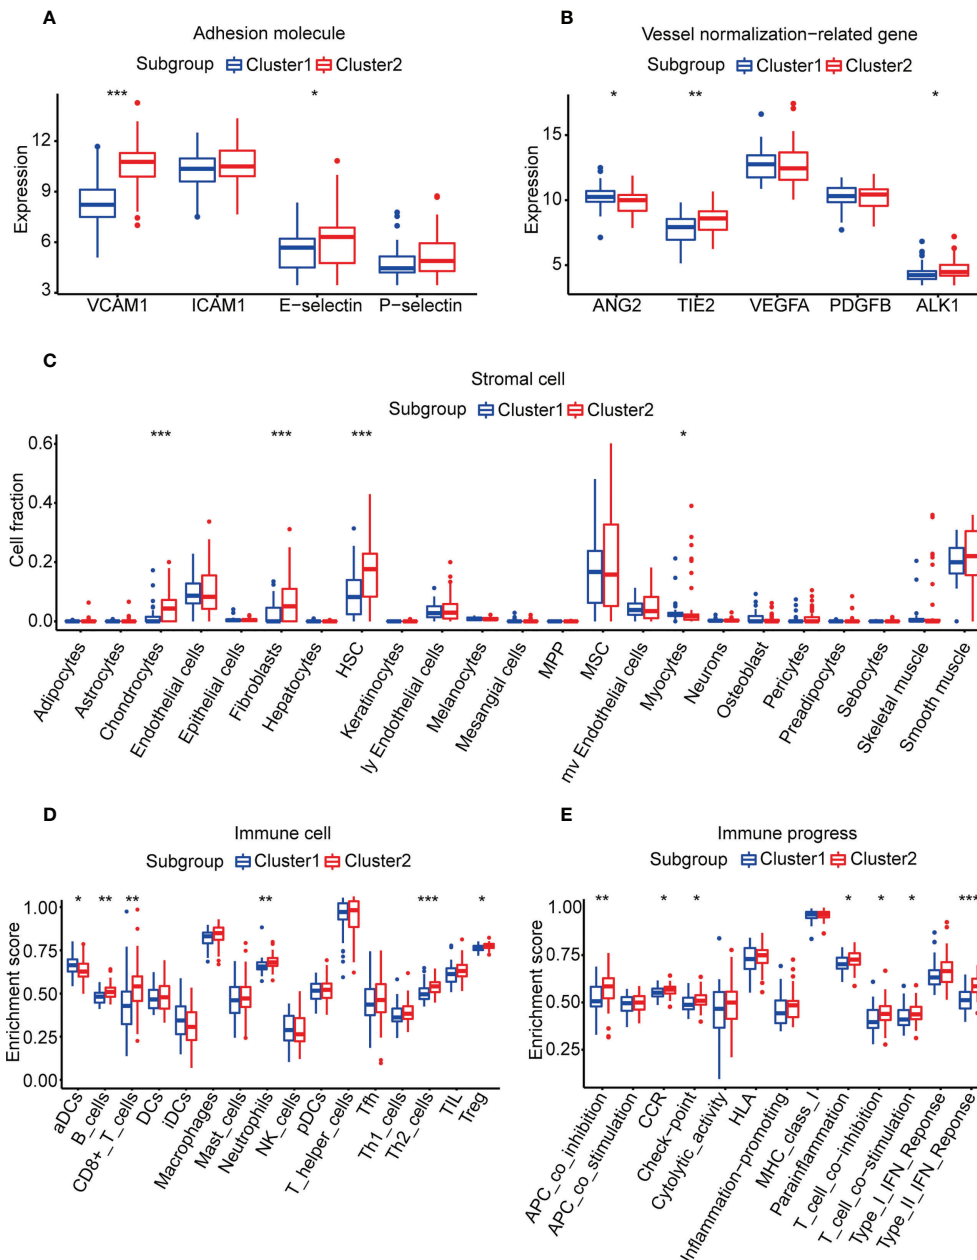 A
Adhesion molecule
Subgroup Cluster1 Cluster2
*** *
Expression
12
9
6
3
VCAM1 ICAM1 E−selectin P−selectin
B
Vessel normalization−related gene
Subgroup Cluster1 Cluster2
* ** *
Expression
15
10
5
ANG2 TIE2 VEGFA PDGFB ALK1
C
Stromal cell
Subgroup Cluster1 Cluster2
*** *** *** *
Cell fraction
0.6
0.4
0.2
0.0
Adipocytes
Astrocytes
Chondrocytes
Endothelial cells
Epithelial cells
Fibroblasts
Hepatocytes
HSC
Keratinocytes
ly Endothelial cells
Melanocytes
Mesangial cells
MPP
MSC
mv Endothelial cells
Myocytes
Neurons
Osteoblast
Pericytes
Preadipocytes
Sebocytes
Skeletal muscle
Smooth muscle
D
Immune cell
Subgroup Cluster1 Cluster2
* ** ** ** *** *
Enrichment score
1.00
0.75
0.50
0.25
0.00
aDCs
B_cells
CD8+_T_cells
DCs
iDCs
Macrophages
Mast_cells
Neutrophils
NK_cells
pDCs
T_helper_cells
Tfh
Th1_cells
Th2_cells
TIL
Treg
E
Immune progress
Subgroup Cluster1 Cluster2
** * * * * * ***
Enrichment score
1.00
0.75
0.50
0.25
APC_co_inhibition
APC_co_stimulation
CCR
Check−point
Cytolytic_activity
HLA
Inflammation−promoting
MHC_class_I
Parainflammation
T_cell_co−inhibition
T_cell_co−stimulation
Type_I_IFN_Reponse
Type_II_IFN_Reponse